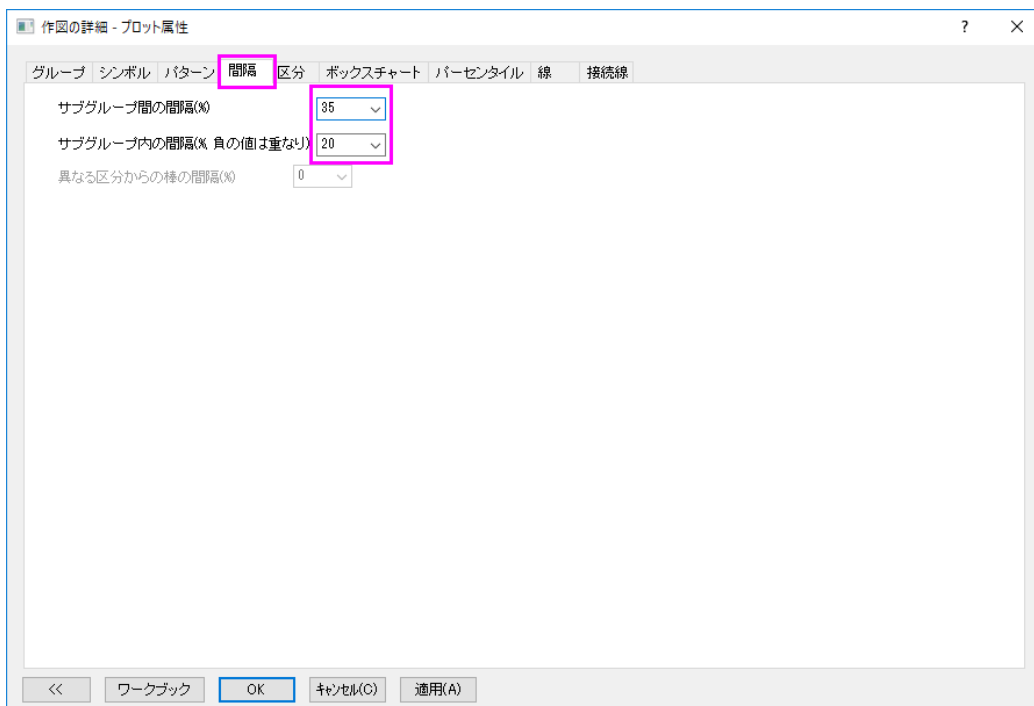 作図の詳細 - プロット属性 ?
グループ シンボル パターン 間隔 区分 ボックスチャート パーセンタイル 線 接続線
サブグループ間の間隔(%) 35
サブグループ内の間隔(% 負の値は重なり) 20
異なる区分からの棒の間隔(%) 0
<< ワークブック OK キャンセル(C) 適用(A)